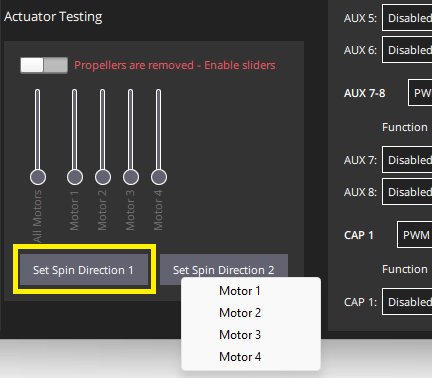 Actuator Testing
Propellers are removed - Enable sliders
All Motors
Motor 1
Motor 2
Motor 3
Motor 4
Set Spin Direction 1
Set Spin Direction 2
Motor 1
Motor 2
Motor 3
Motor 4
AUX 5: Disabled
AUX 6: Disabled
AUX 7-8 PWM
Function
AUX 7: Disabled
AUX 8: Disabled
CAP 1 PWM
Function
CAP 1: Disabled